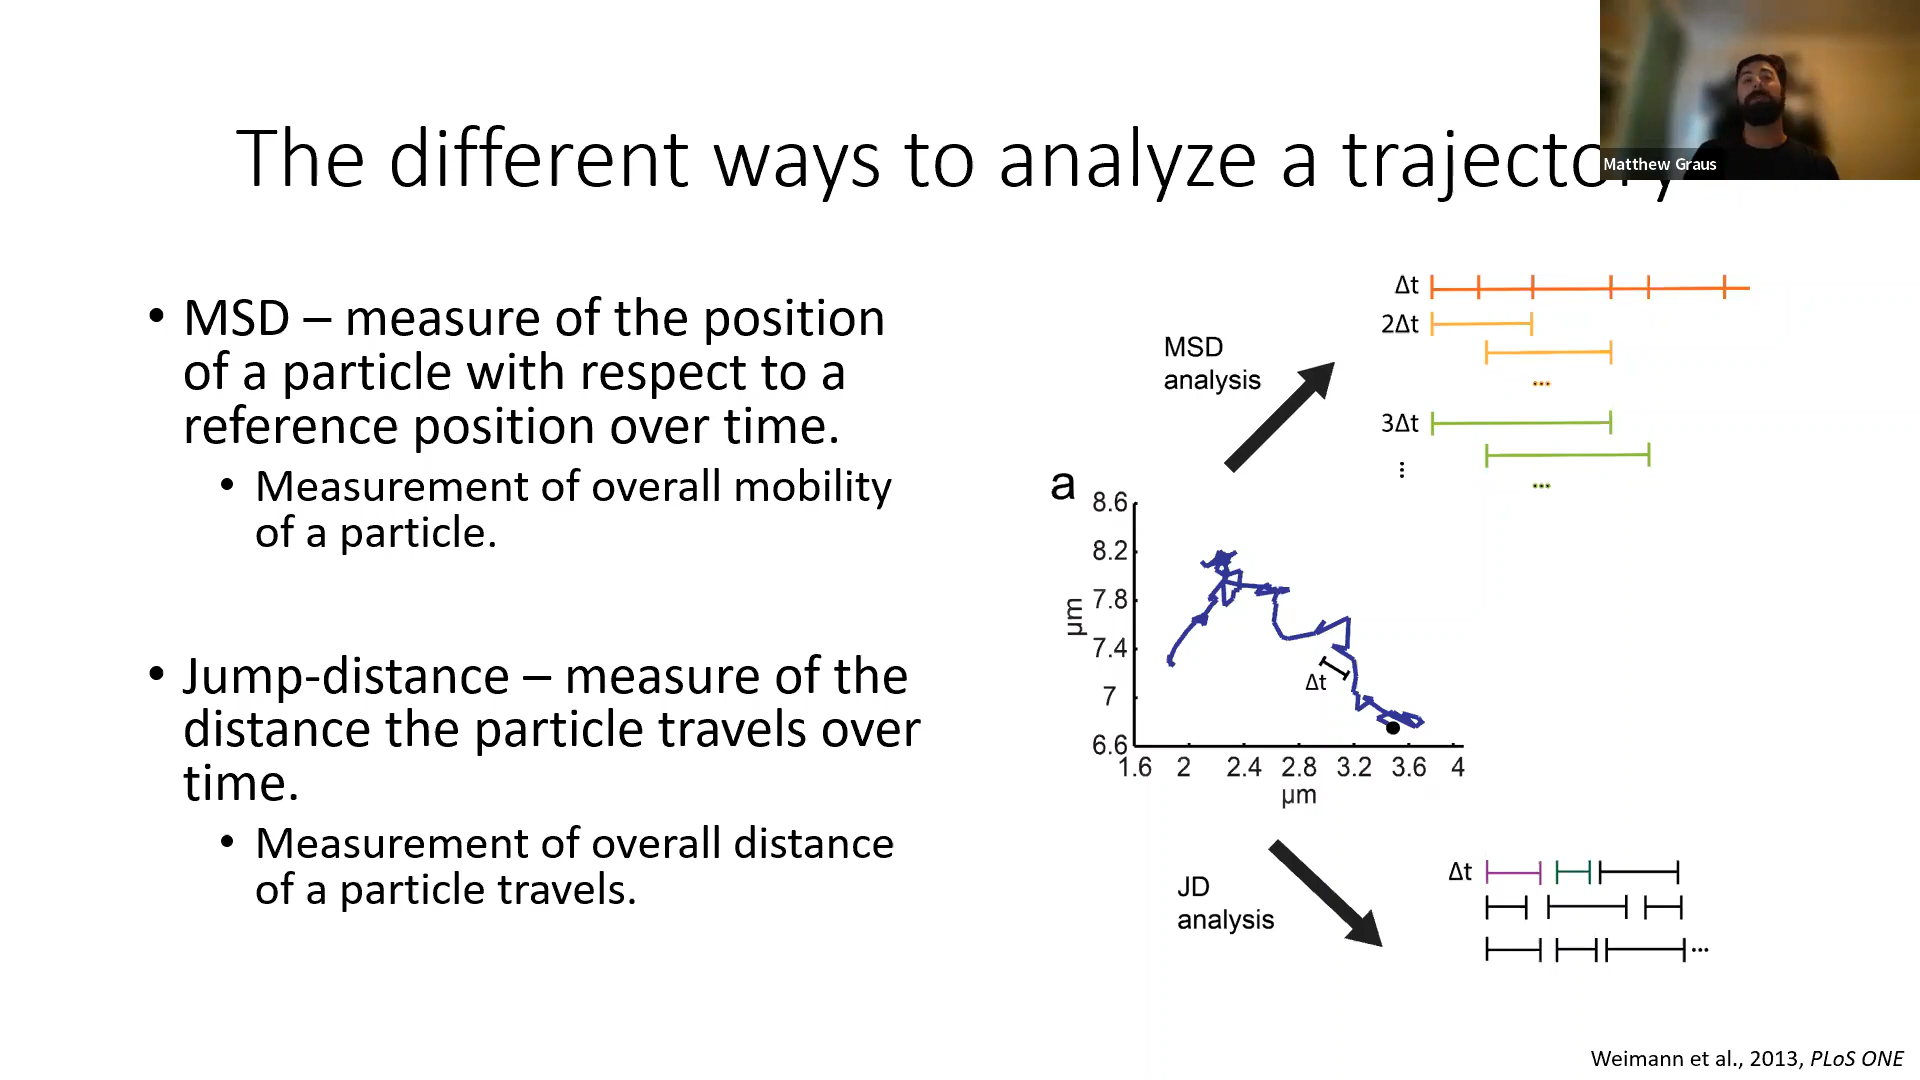 Matthew Graus
The different ways to analyze a trajectory
• MSD – measure of the position
of a particle with respect to a
reference position over time.
• Measurement of overall mobility
of a particle.
• Jump-distance – measure of the
distance the particle travels over
time.
• Measurement of overall distance
of a particle travels.
Δt
2Δt
...
3Δt
⋮
...
MSD
analysis
a
8.6
8.2
7.8
7.4
7
6.6
μm
Δt
1.6 2 2.4 2.8 3.2 3.6 4
μm
JD
analysis
Δt
...
Weimann et al., 2013, PLoS ONE